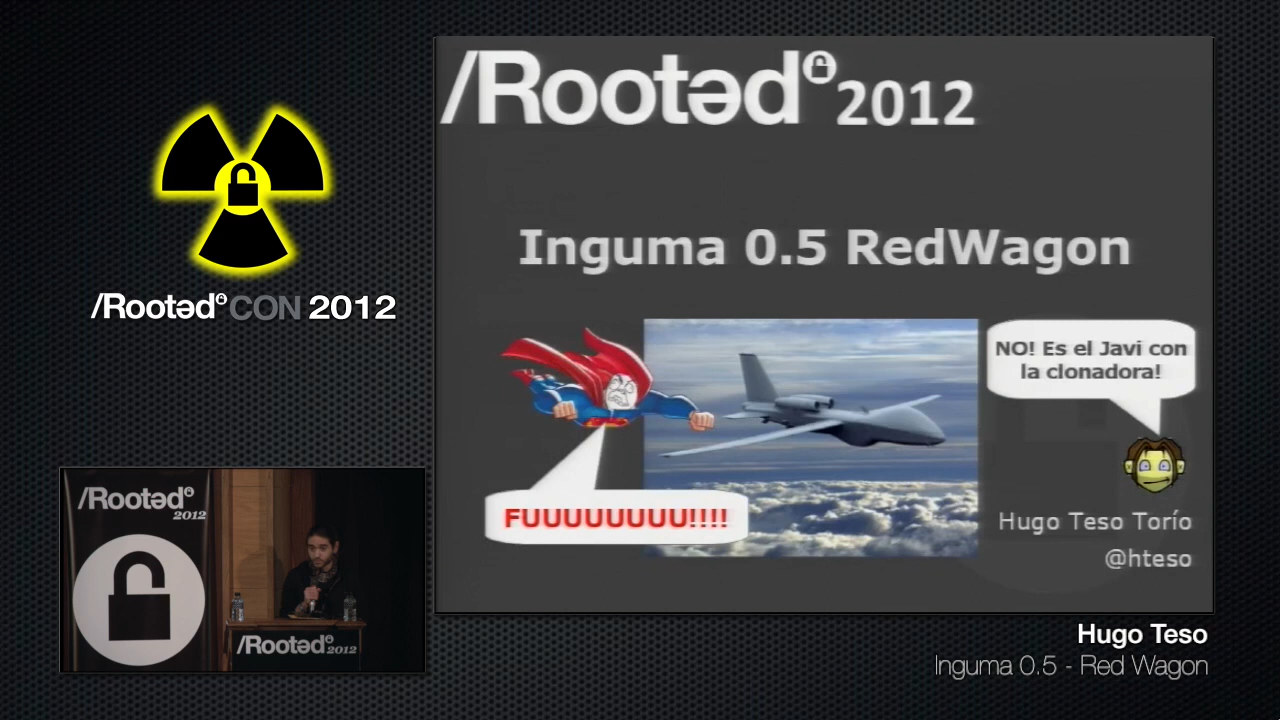 /Rootəd CON 2012
/Rootəd 2012
Inguma 0.5 RedWagon
NO! Es el Javi con
la clonadora!
FUUUUUUUU!!!!
Hugo Teso Torío
@hteso
/Rootəd
2012
/Rootəd 2012
Hugo Teso
Inguma 0.5 - Red Wagon